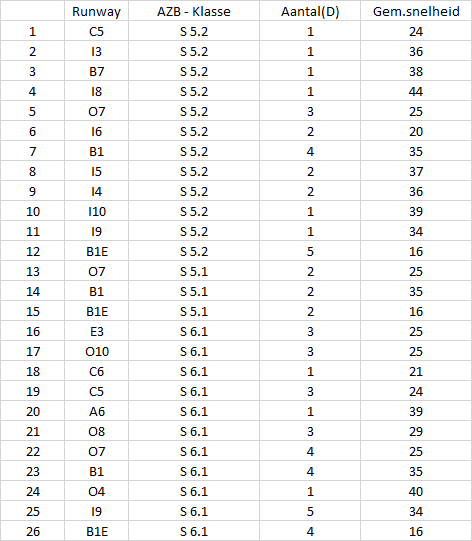 Runway AZB - Klasse Aantal(D) Gem.snelheid
1 C5 S 5.2 1 24
2 I3 S 5.2 1 36
3 B7 S 5.2 1 38
4 I8 S 5.2 1 44
5 O7 S 5.2 3 25
6 I6 S 5.2 2 20
7 B1 S 5.2 4 35
8 I5 S 5.2 2 37
9 I4 S 5.2 2 36
10 I10 S 5.2 1 39
11 I9 S 5.2 1 34
12 B1E S 5.2 5 16
13 O7 S 5.1 2 25
14 B1 S 5.1 2 35
15 B1E S 5.1 2 16
16 E3 S 6.1 3 25
17 O10 S 6.1 3 25
18 C6 S 6.1 1 21
19 C5 S 6.1 3 24
20 A6 S 6.1 1 39
21 O8 S 6.1 3 29
22 O7 S 6.1 4 25
23 B1 S 6.1 4 35
24 O4 S 6.1 1 40
25 I9 S 6.1 5 34
26 B1E S 6.1 4 16